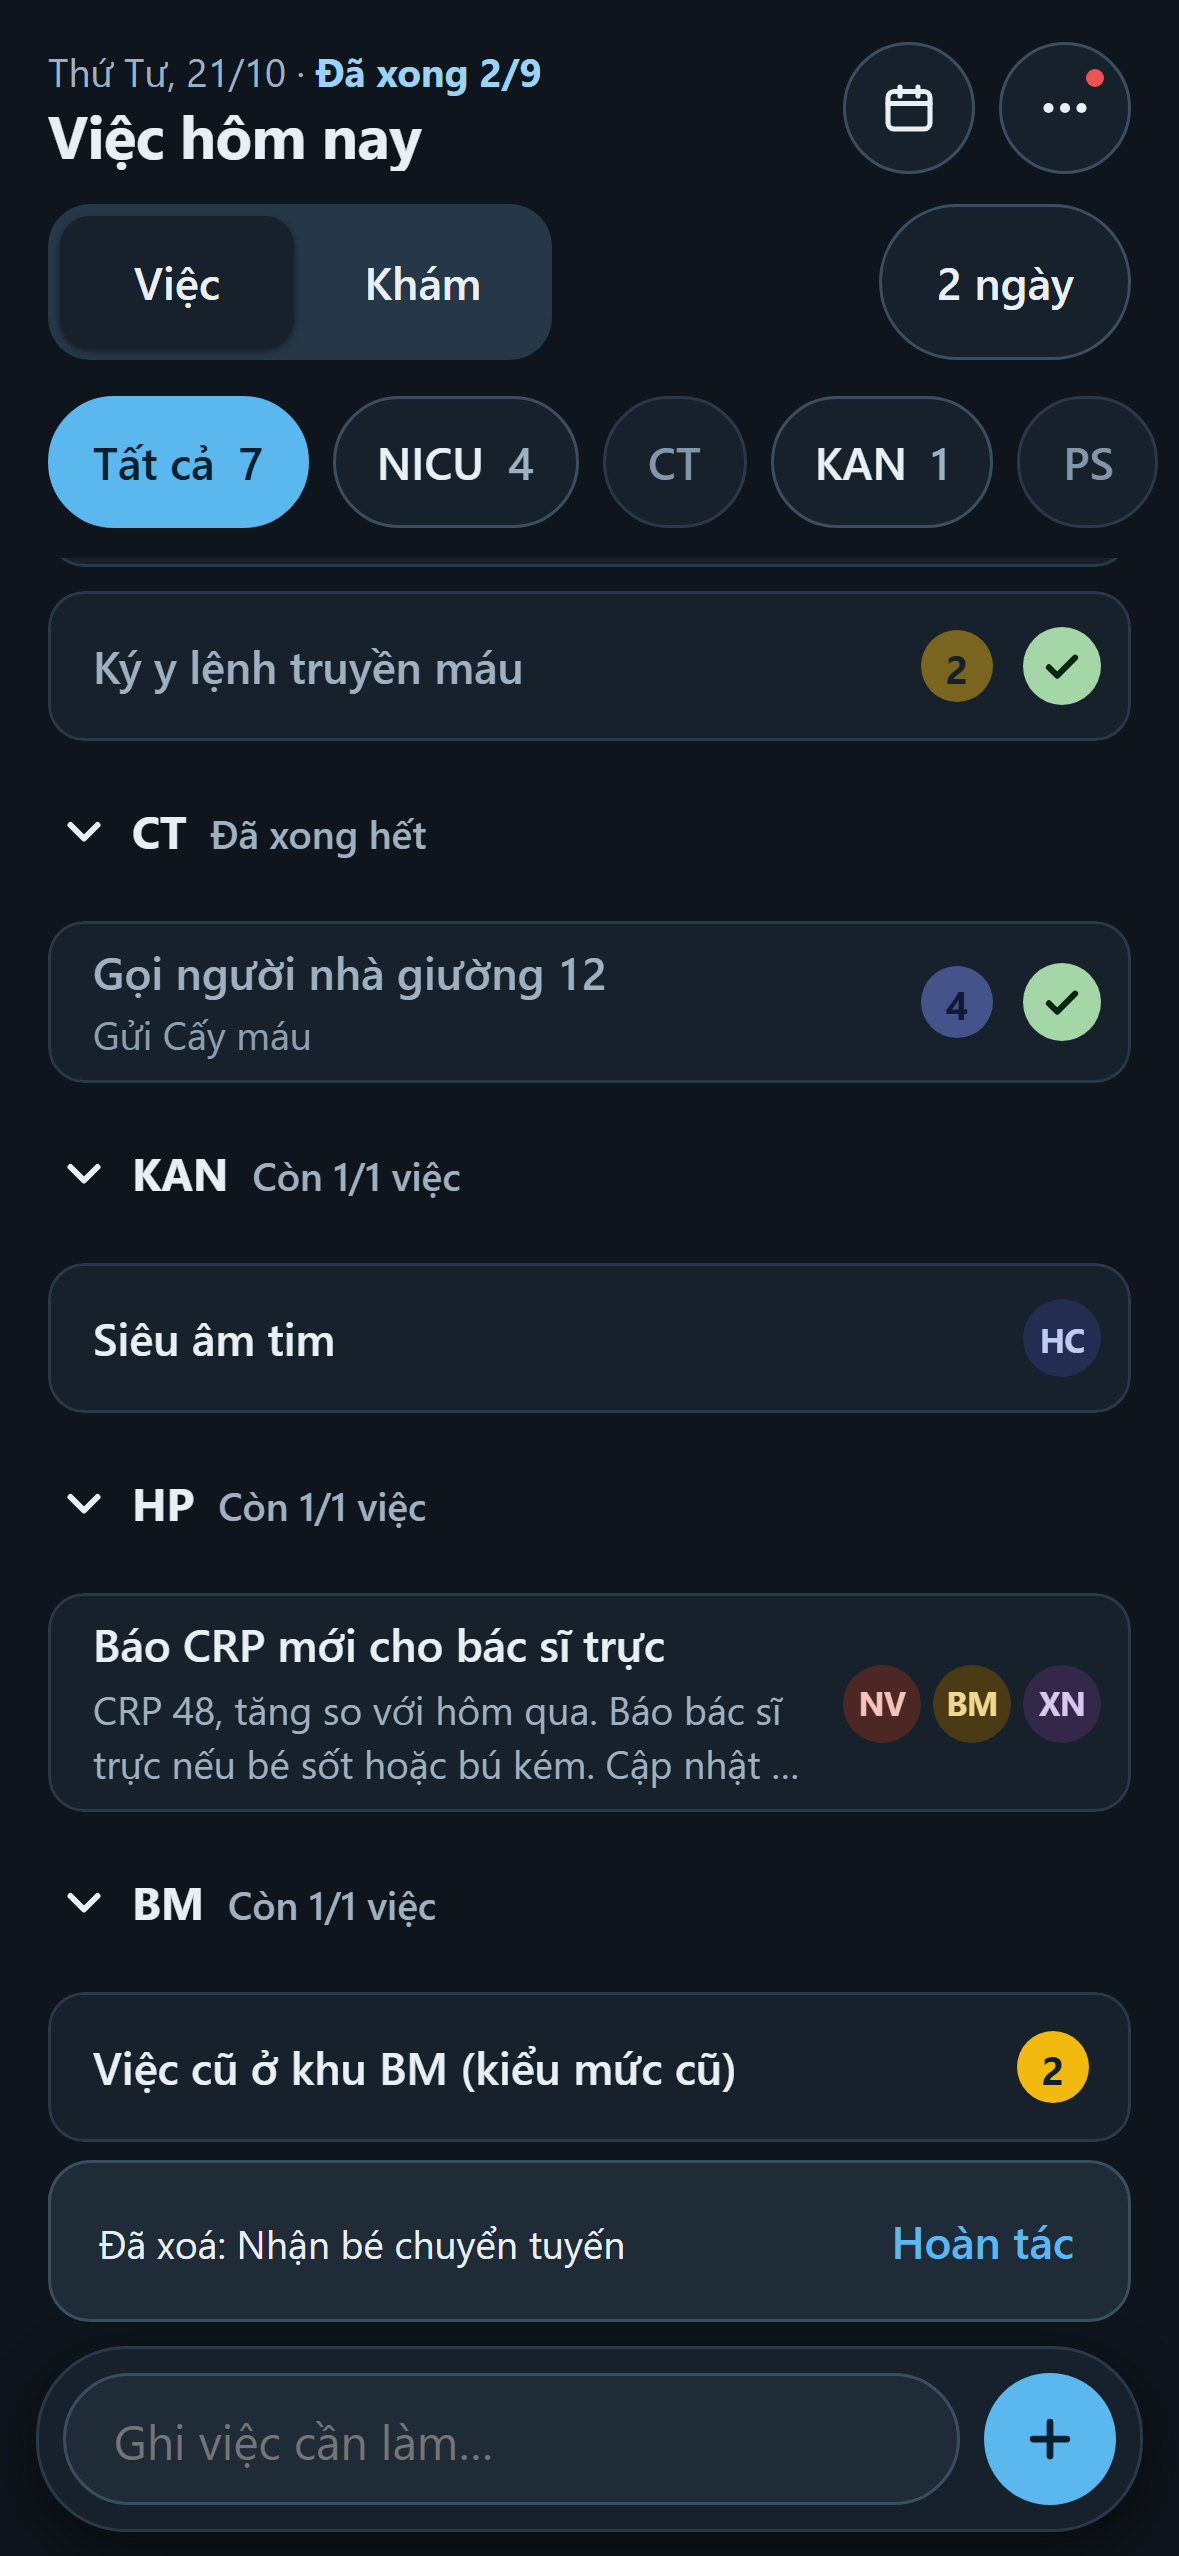 Thứ Tư, 21/10 · Đã xong 2/9
Việc hôm nay
Việc
Khám
2 ngày
Tất cả 7
NICU 4
CT
KAN 1
PS
Ký y lệnh truyền máu
2
CT Đã xong hết
Gọi người nhà giường 12
Gửi Cấy máu
4
KAN Còn 1/1 việc
Siêu âm tim
HC
HP Còn 1/1 việc
Báo CRP mới cho bác sĩ trực
CRP 48, tăng so với hôm qua. Báo bác sĩ
trực nếu bé sốt hoặc bú kém. Cập nhật ...
NV BM XN
BM Còn 1/1 việc
Việc cũ ở khu BM (kiểu mức cũ)
2
Đã xoá: Nhận bé chuyển tuyến
Hoàn tác
Ghi việc cần làm...